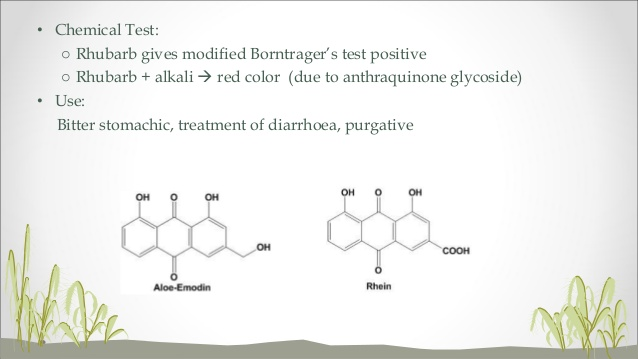 • Chemical Test:
○ Rhubarb gives modified Borntrager's test positive
○ Rhubarb + alkali → red color (due to anthraquinone glycoside)
• Use:
Bitter stomachic, treatment of diarrhoea, purgative
OH O OH
OH
O
Aloe-Emodin
OH O OH
COOH
O
Rhein